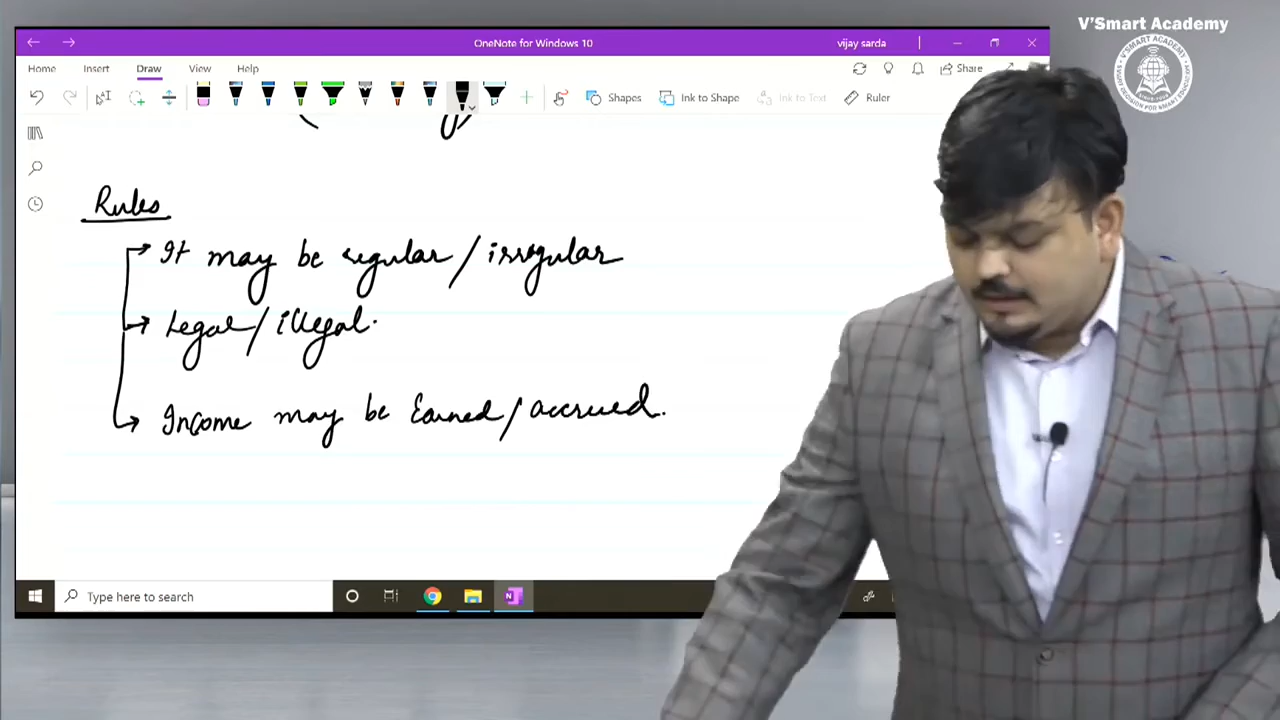 V'Smart Academy
OneNote for Windows 10
vijay sarda
Home Insert Draw View Help
Share
Shapes Ink to Shape Ink to Text Ruler
Rules
It may be regular/irregular
Legal/illegal.
Income may be Earned/accrued.
Type here to search